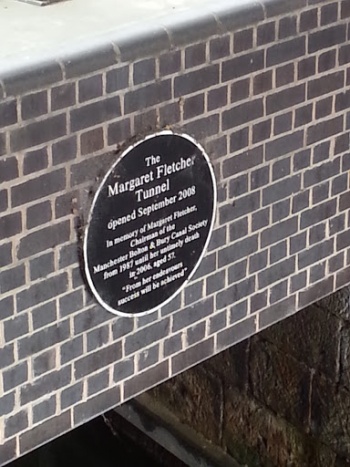 The
Margaret Fletcher
Tunnel
opened September 2008
In memory of Margaret Fletcher,
Chairman of the
Manchester Bolton & Bury Canal Society
from 1987 until her untimely death
in 2006, aged 57.
"From her endeavours
success will be achieved"